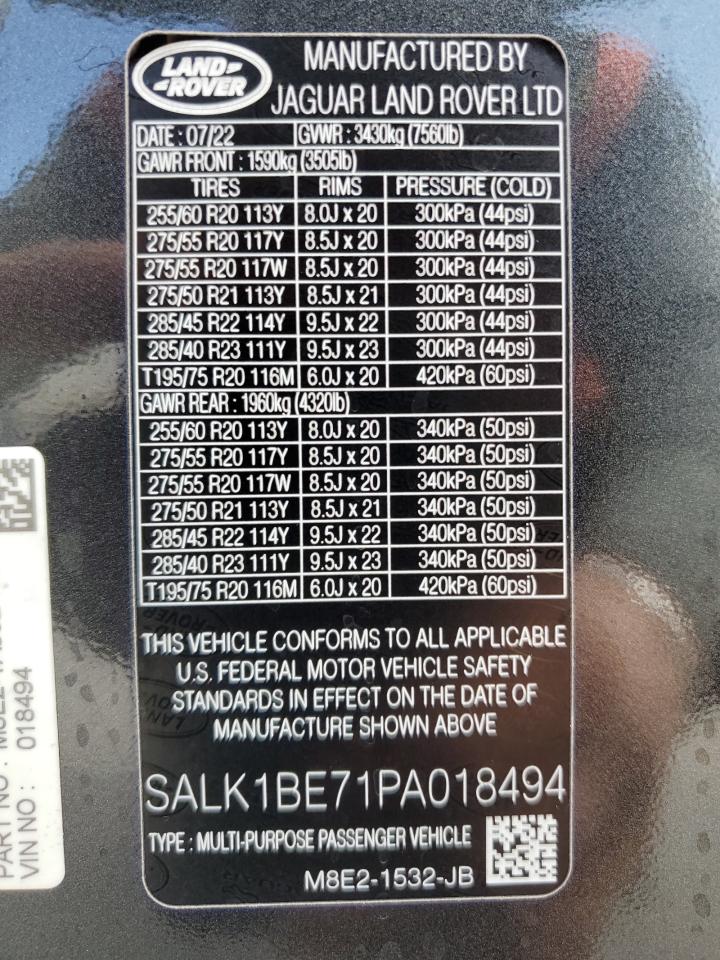 LAND-
-ROVER
MANUFACTURED BY
JAGUAR LAND ROVER LTD
DATE : 07/22 GVWR : 3430kg (7560lb)
GAWR FRONT : 1590kg (3505lb)
TIRES RIMS PRESSURE (COLD)
255/60 R20 113Y 8.0J x 20 300kPa (44psi)
275/55 R20 117Y 8.5J x 20 300kPa (44psi)
275/55 R20 117W 8.5J x 20 300kPa (44psi)
275/50 R21 113Y 8.5J x 21 300kPa (44psi)
285/45 R22 114Y 9.5J x 22 300kPa (44psi)
285/40 R23 111Y 9.5J x 23 300kPa (44psi)
T195/75 R20 116M 6.0J x 20 420kPa (60psi)
GAWR REAR : 1960kg (4320lb)
255/60 R20 113Y 8.0J x 20 340kPa (50psi)
275/55 R20 117Y 8.5J x 20 340kPa (50psi)
275/55 R20 117W 8.5J x 20 340kPa (50psi)
275/50 R21 113Y 8.5J x 21 340kPa (50psi)
285/45 R22 114Y 9.5J x 22 340kPa (50psi)
285/40 R23 111Y 9.5J x 23 340kPa (50psi)
T195/75 R20 116M 6.0J x 20 420kPa (60psi)
THIS VEHICLE CONFORMS TO ALL APPLICABLE
U.S. FEDERAL MOTOR VEHICLE SAFETY
STANDARDS IN EFFECT ON THE DATE OF
MANUFACTURE SHOWN ABOVE
SALK1BE71PA018494
TYPE : MULTI-PURPOSE PASSENGER VEHICLE
M8E2-1532-JB
PART NO :
VIN NO : 018494